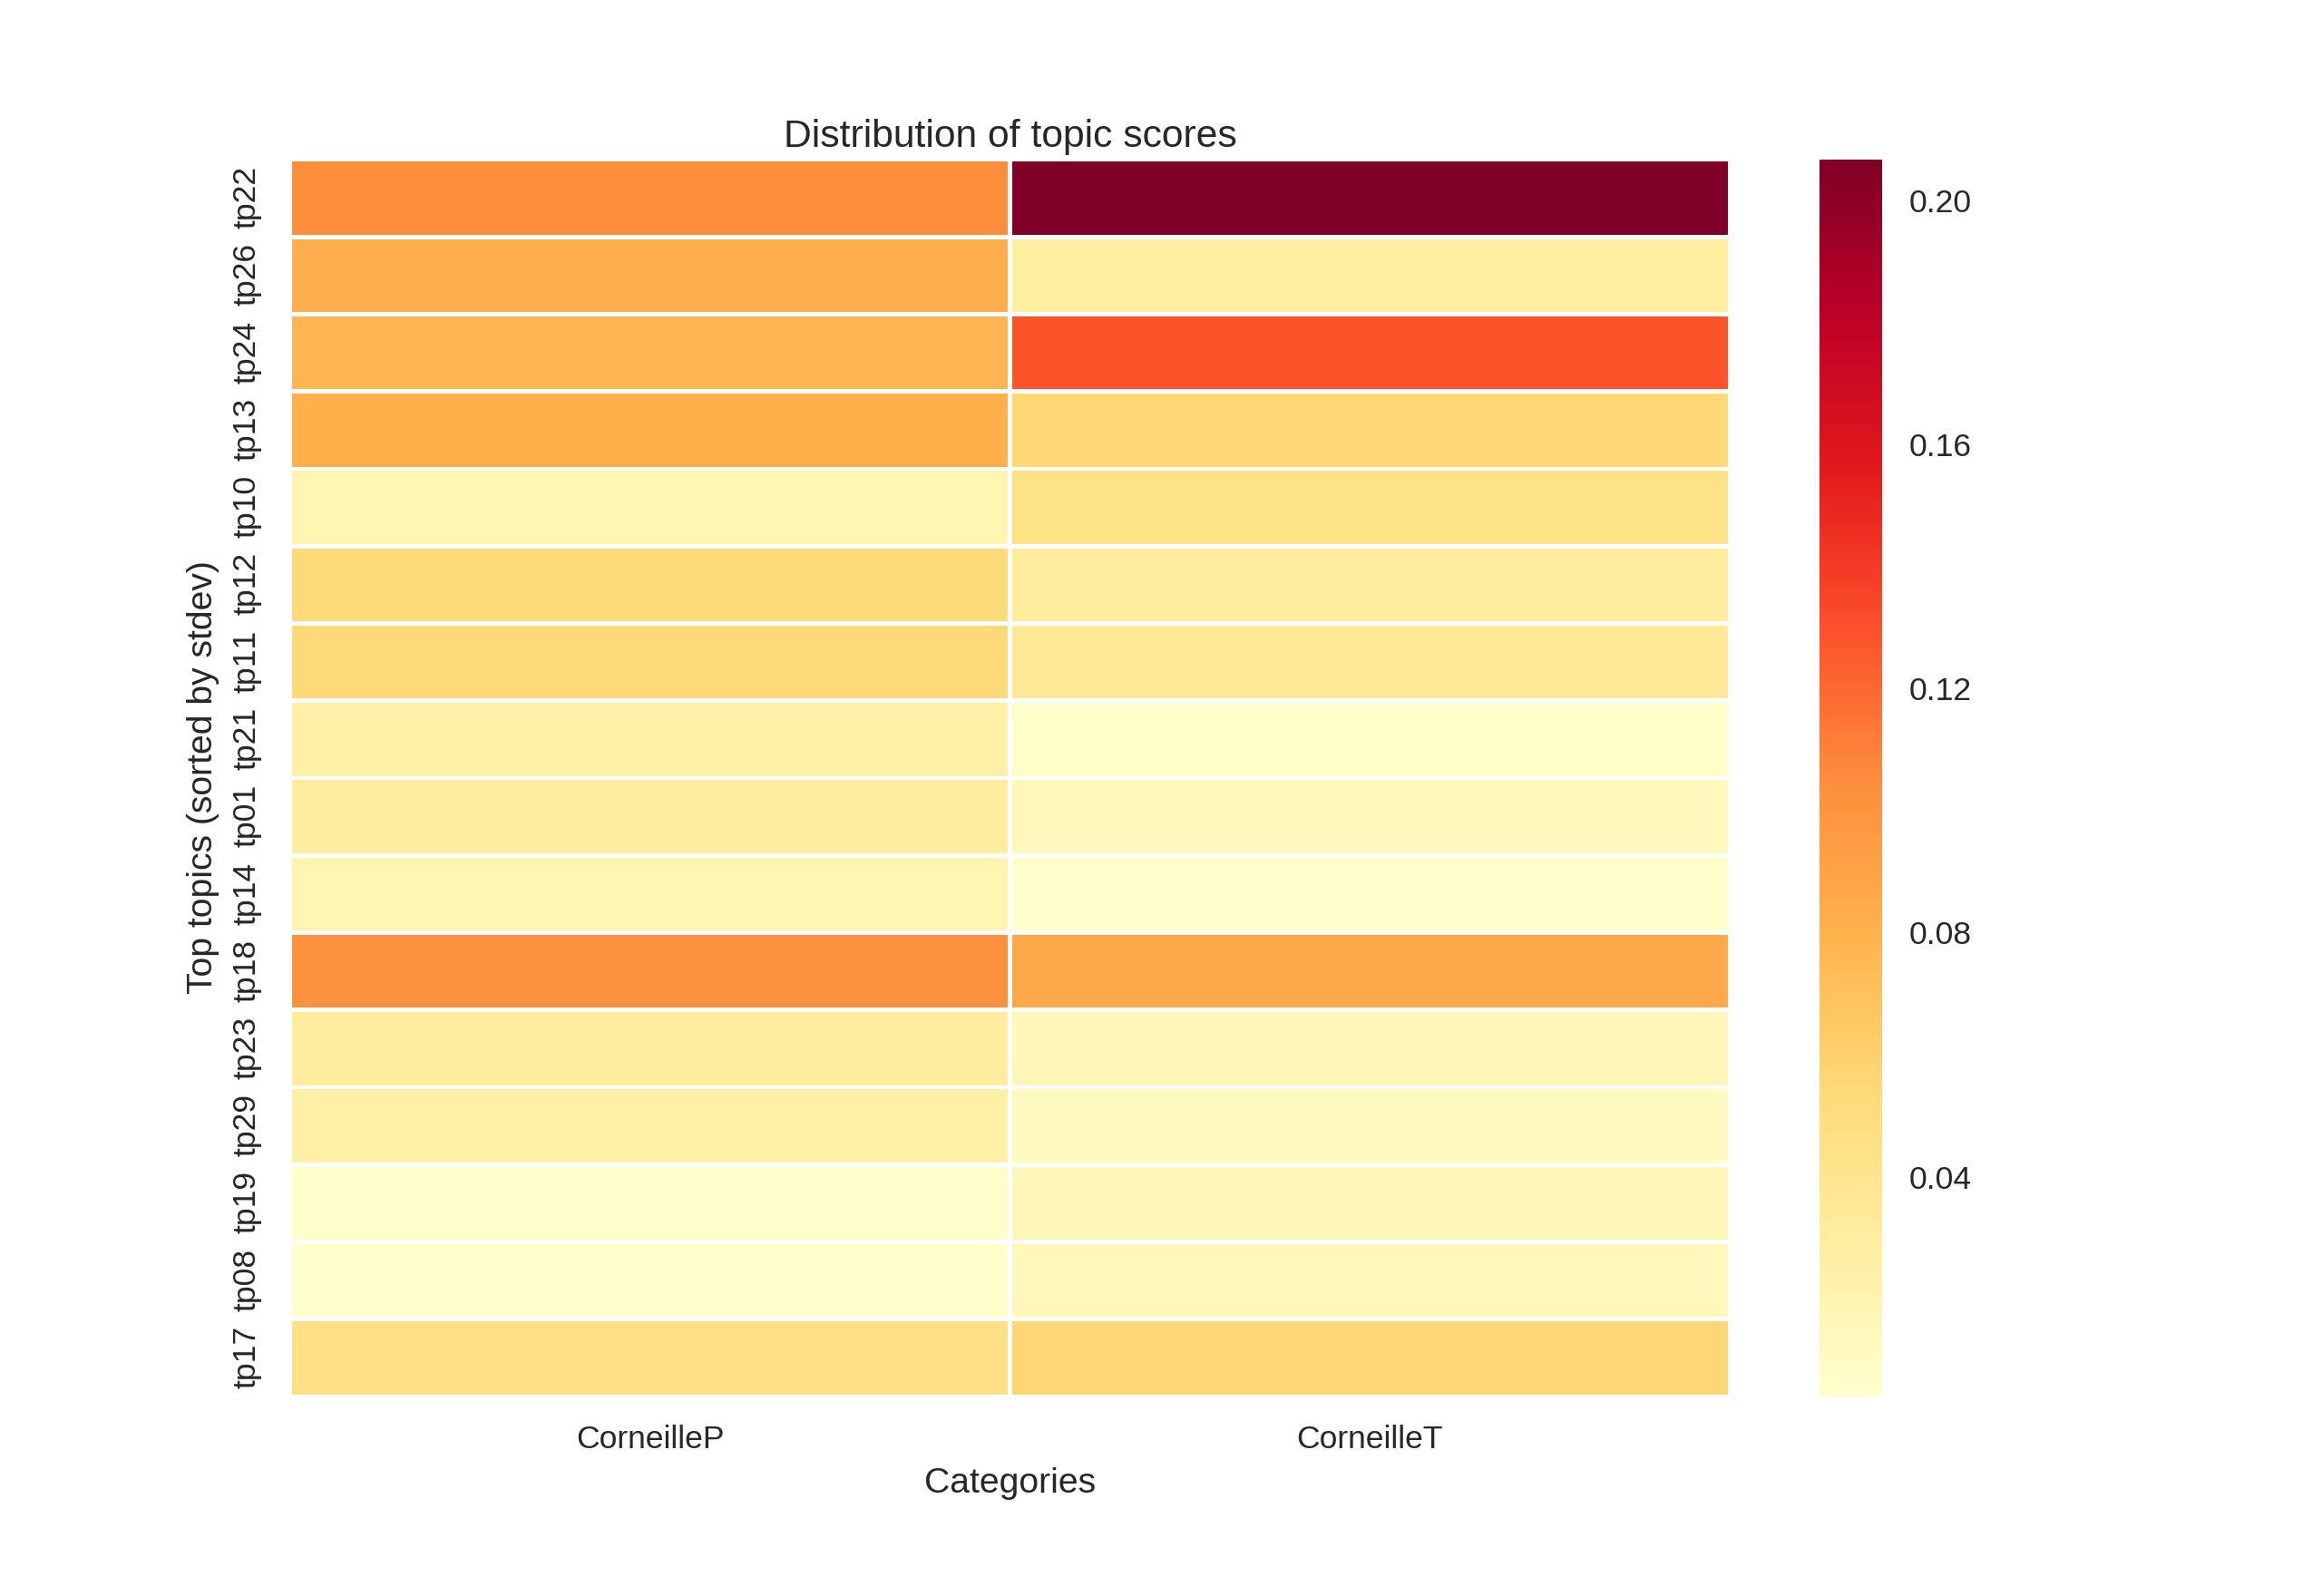 Distribution of topic scores
Top topics (sorted by stdev)
tp22
tp26
tp24
tp13
tp10
tp12
tp11
tp21
tp01
tp14
tp18
tp23
tp29
tp19
tp08
tp17
CorneilleP
CorneilleT
Categories
0.20
0.16
0.12
0.08
0.04